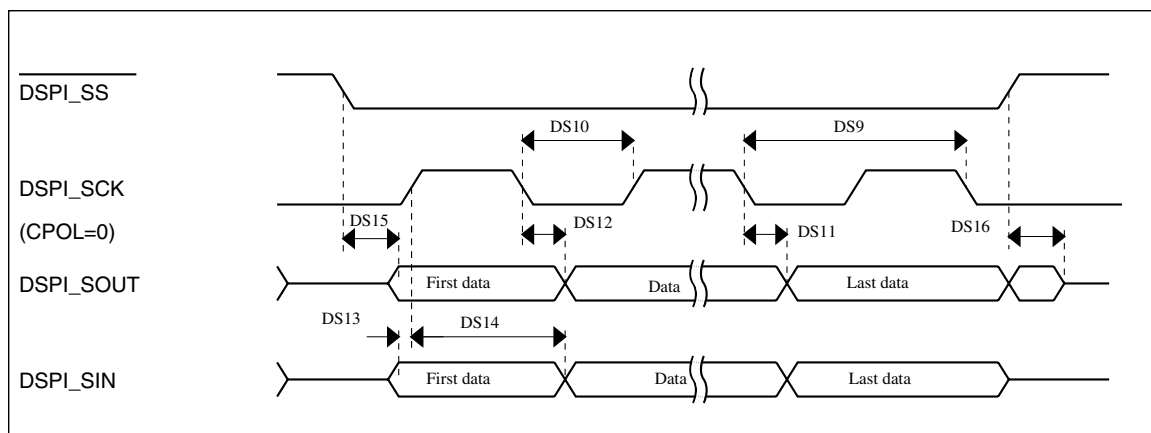 DSPI_SS
DS10
DS9
DSPI_SCK
(CPOL=0)
DS15
DS12
DS11
DS16
DSPI_SOUT
First data
Data
Last data
DS13
DS14
DSPI_SIN
First data
Data
Last data